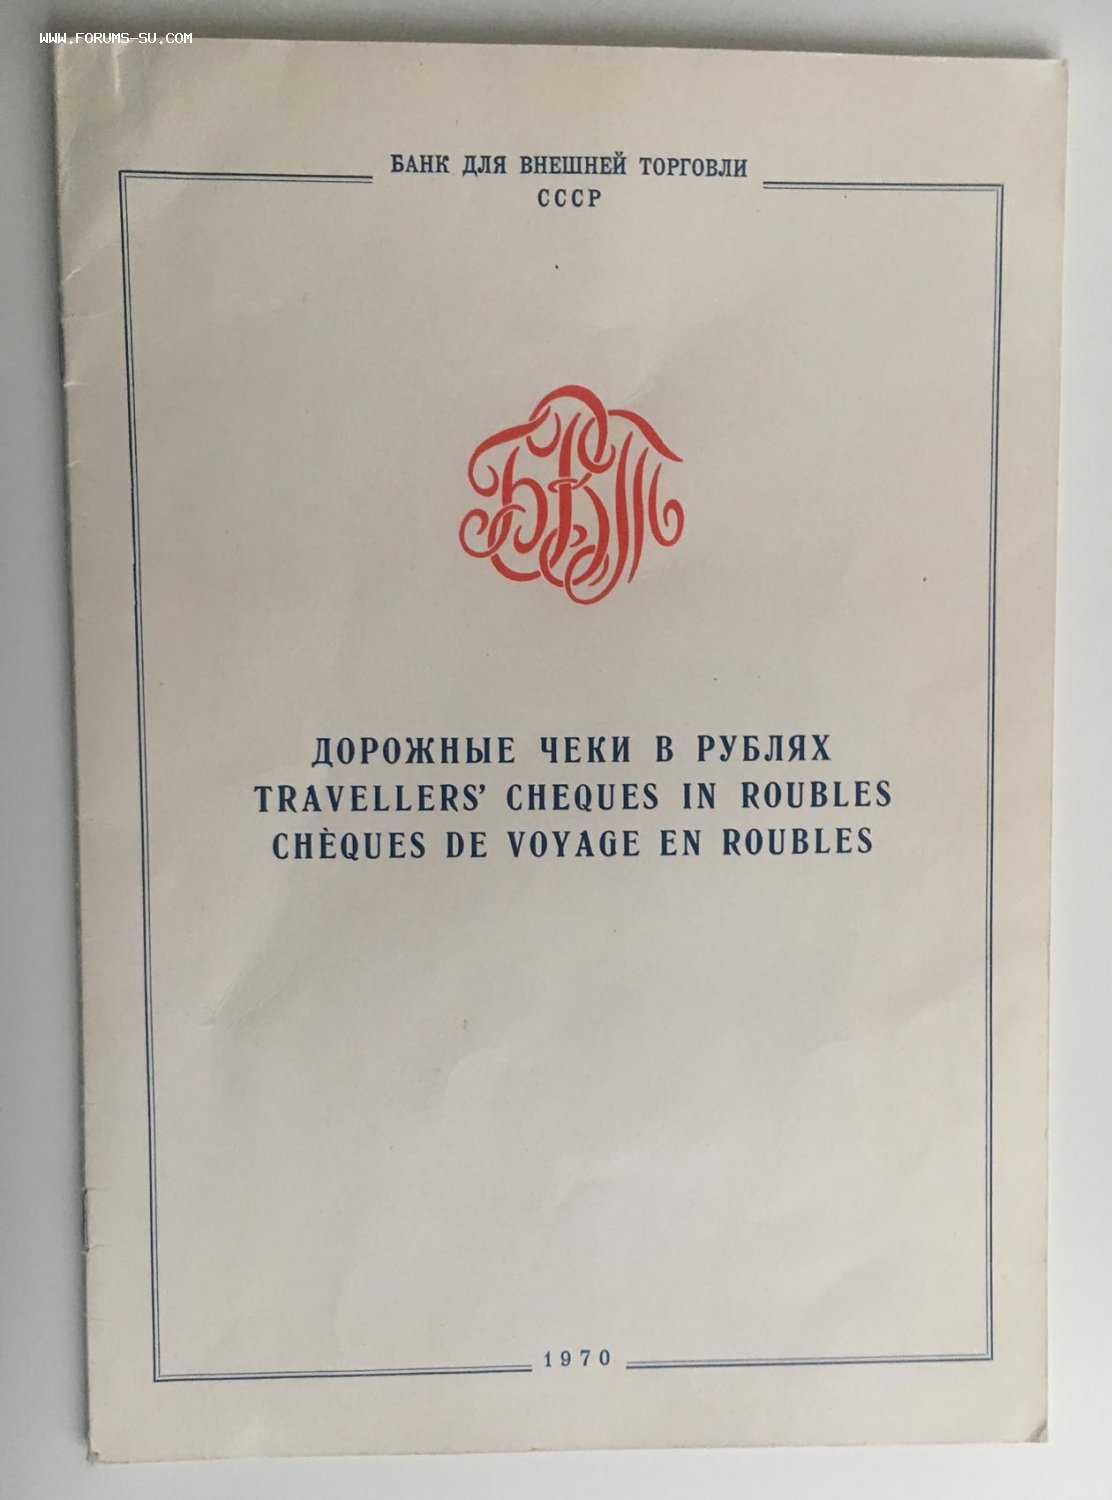 WWW.FORUMS-SU.COM
БАНК ДЛЯ ВНЕШНЕЙ ТОРГОВЛИ
СССР
БВТ
ДОРОЖНЫЕ ЧЕКИ В РУБЛЯХ
TRAVELLERS' CHEQUES IN ROUBLES
CHÈQUES DE VOYAGE EN ROUBLES
1970